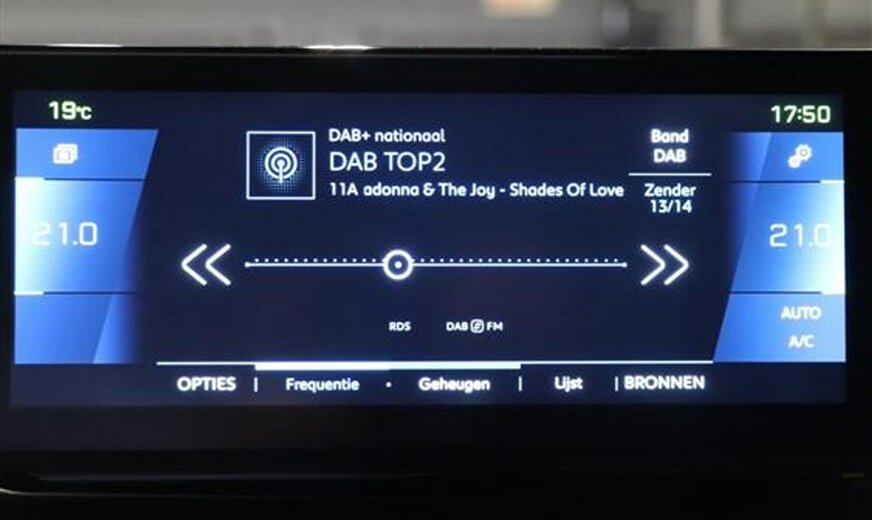 19°C
17:50
DAB+ nationaal
DAB TOP2
11A adonna & The Joy - Shades Of Love
Band
DAB
Zender
13/14
21.0
21.0
AUTO
A/C
RDS
DAB FM
OPTIES | Frequentie • Geheugen | Lijst | BRONNEN